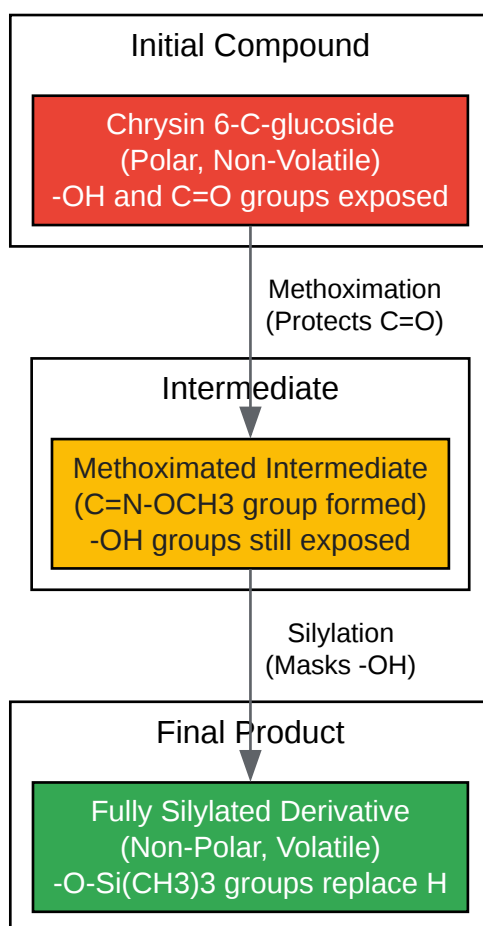 Initial Compound
Chrysin 6-C-glucoside
(Polar, Non-Volatile)
-OH and C=O groups exposed
Methoximation
(Protects C=O)
Intermediate
Methoximated Intermediate
(C=N-OCH3 group formed)
-OH groups still exposed
Silylation
(Masks -OH)
Final Product
Fully Silylated Derivative
(Non-Polar, Volatile)
-O-Si(CH3)3 groups replace H